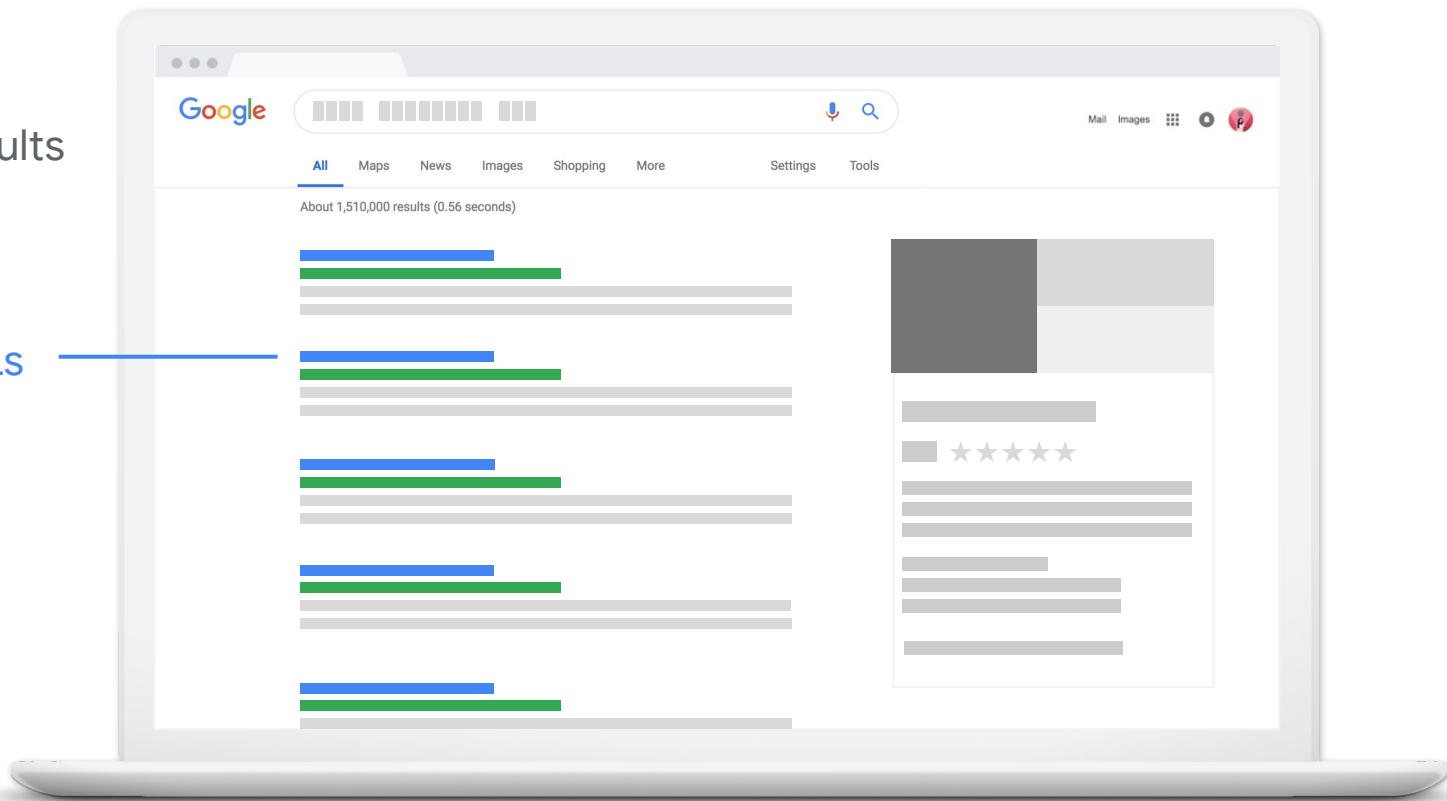 Google
Mail Images
ults
All Maps News Images Shopping More Settings Tools
About 1,510,000 results (0.56 seconds)